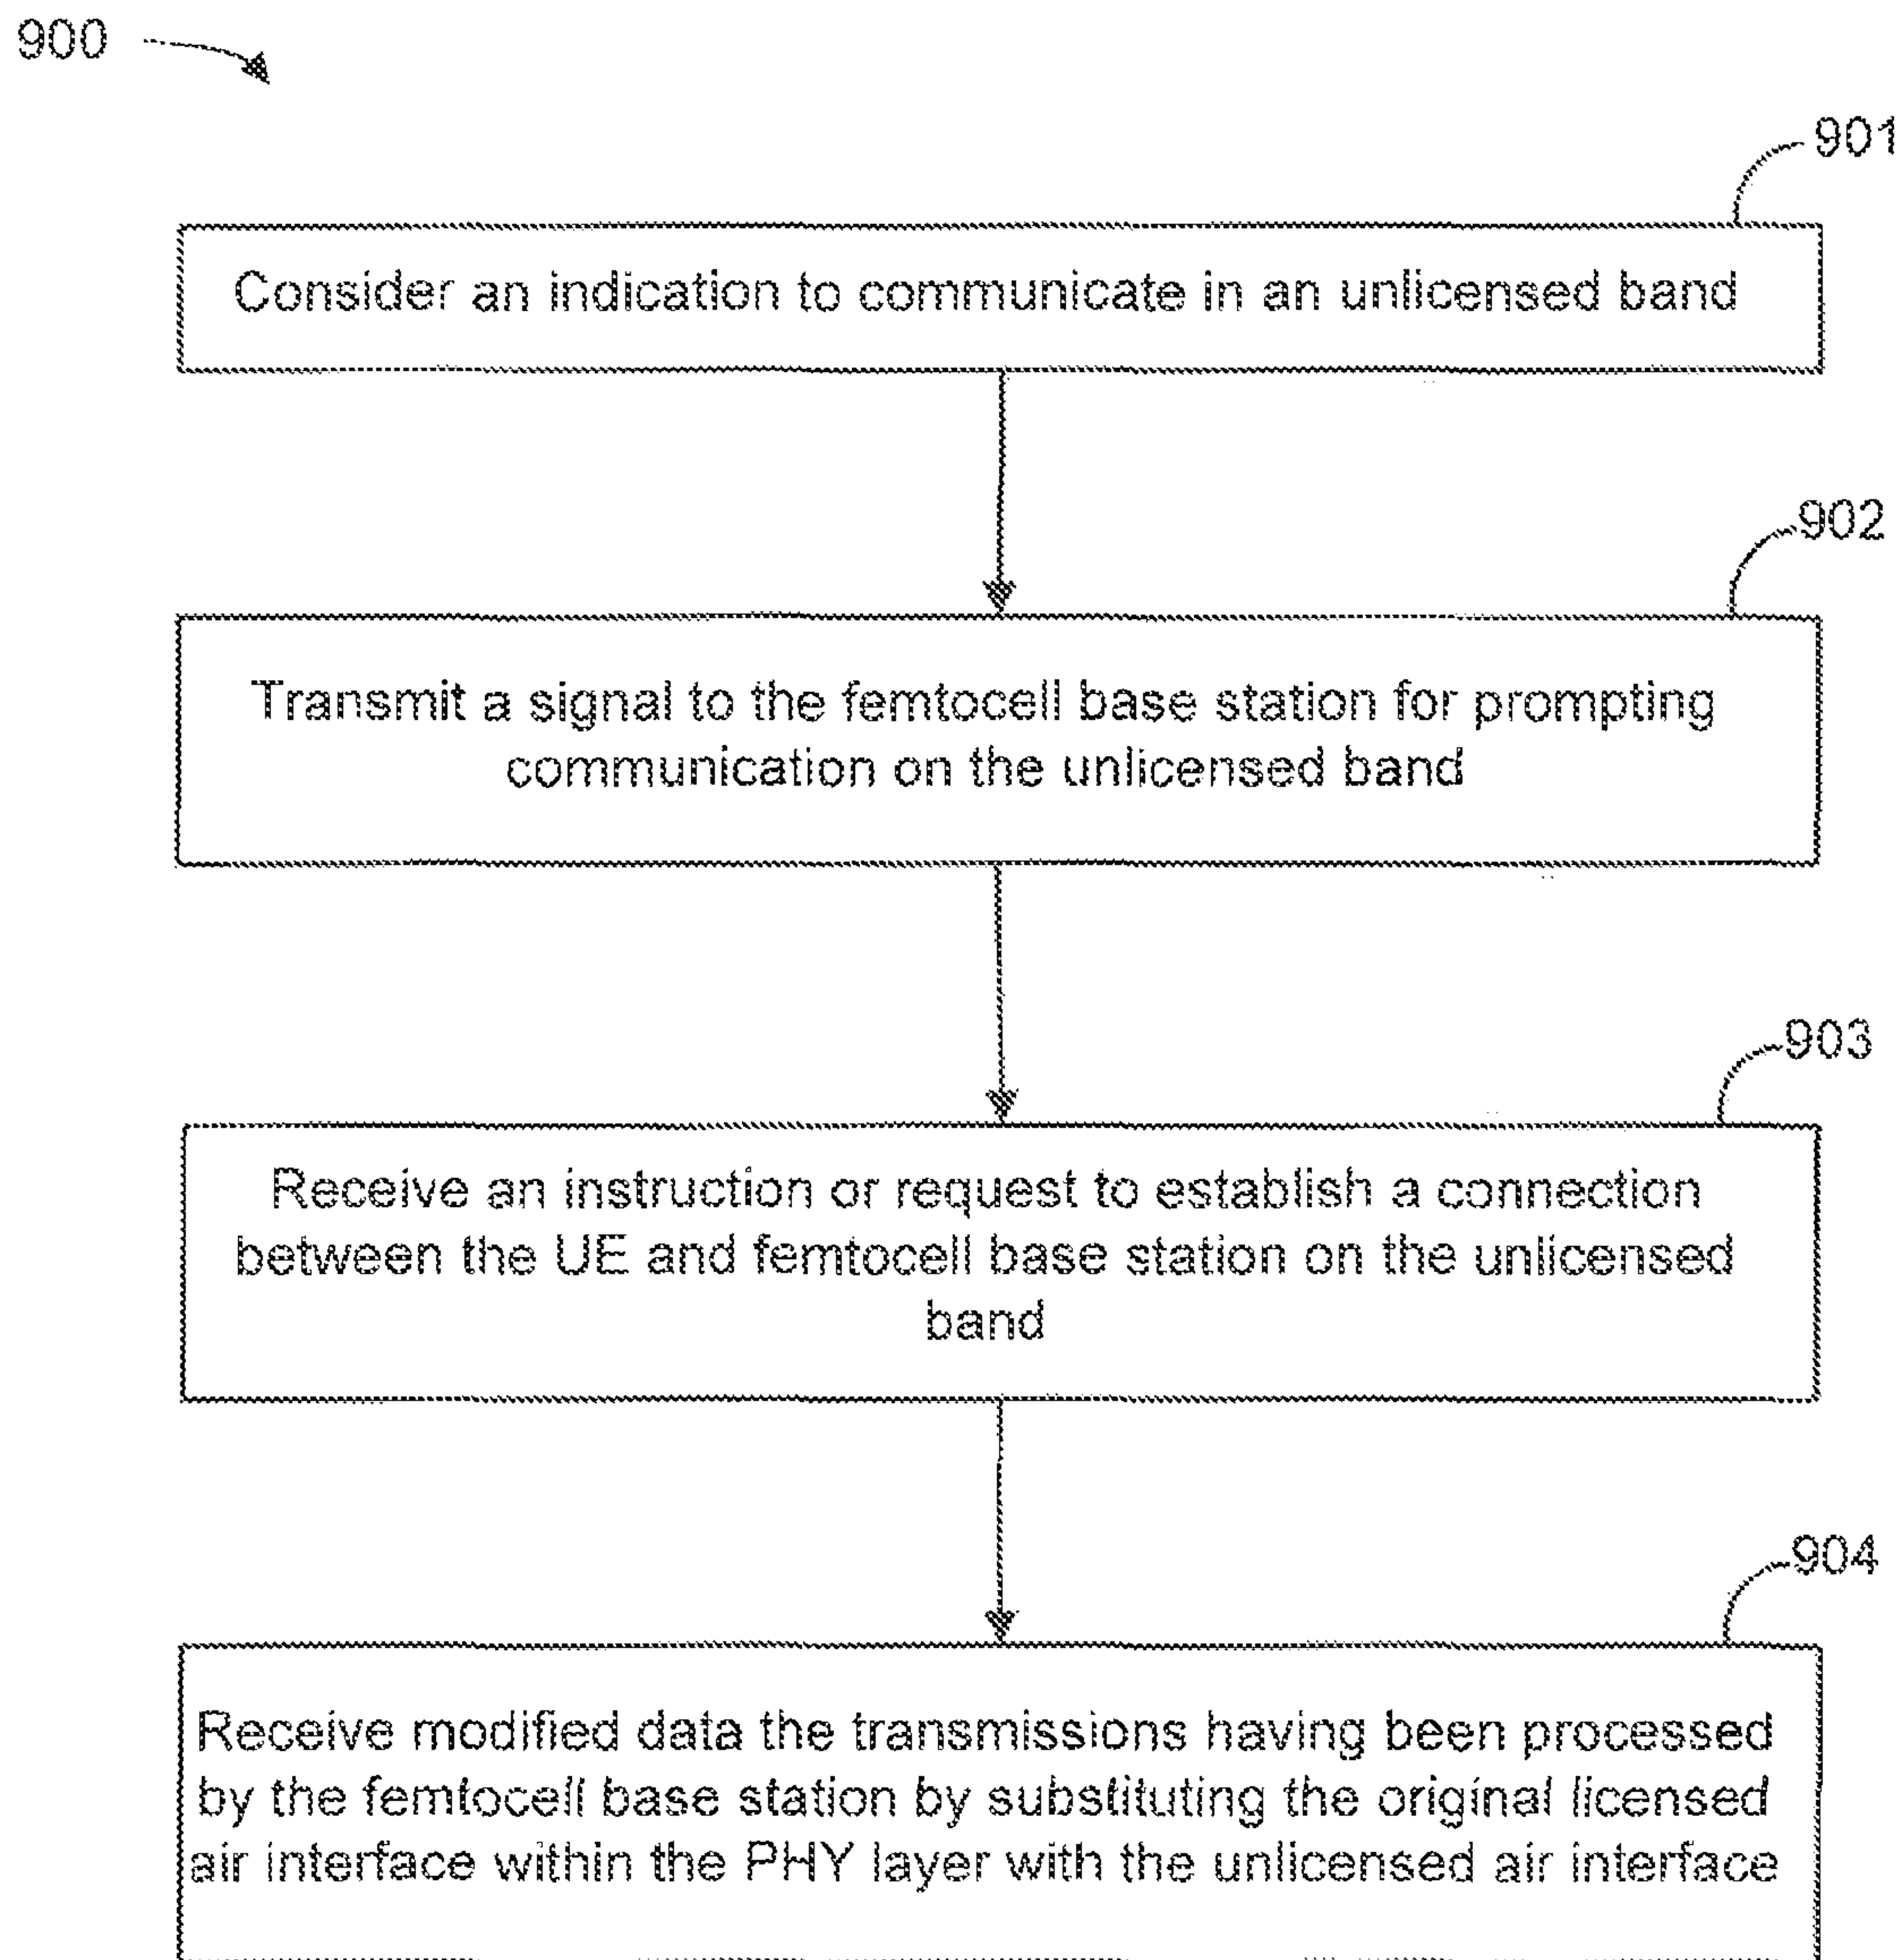 900
901
Consider an indication to communicate in an unlicensed band
902
Transmit a signal to the femtocell base station for prompting
communication on the unlicensed band
903
Receive an instruction or request to establish a connection
between the UE and femtocell base station on the unlicensed
band
904
Receive modified data the transmissions having been processed
by the femtocell base station by substituting the original licensed
air interface within the PHY layer with the unlicensed air interface